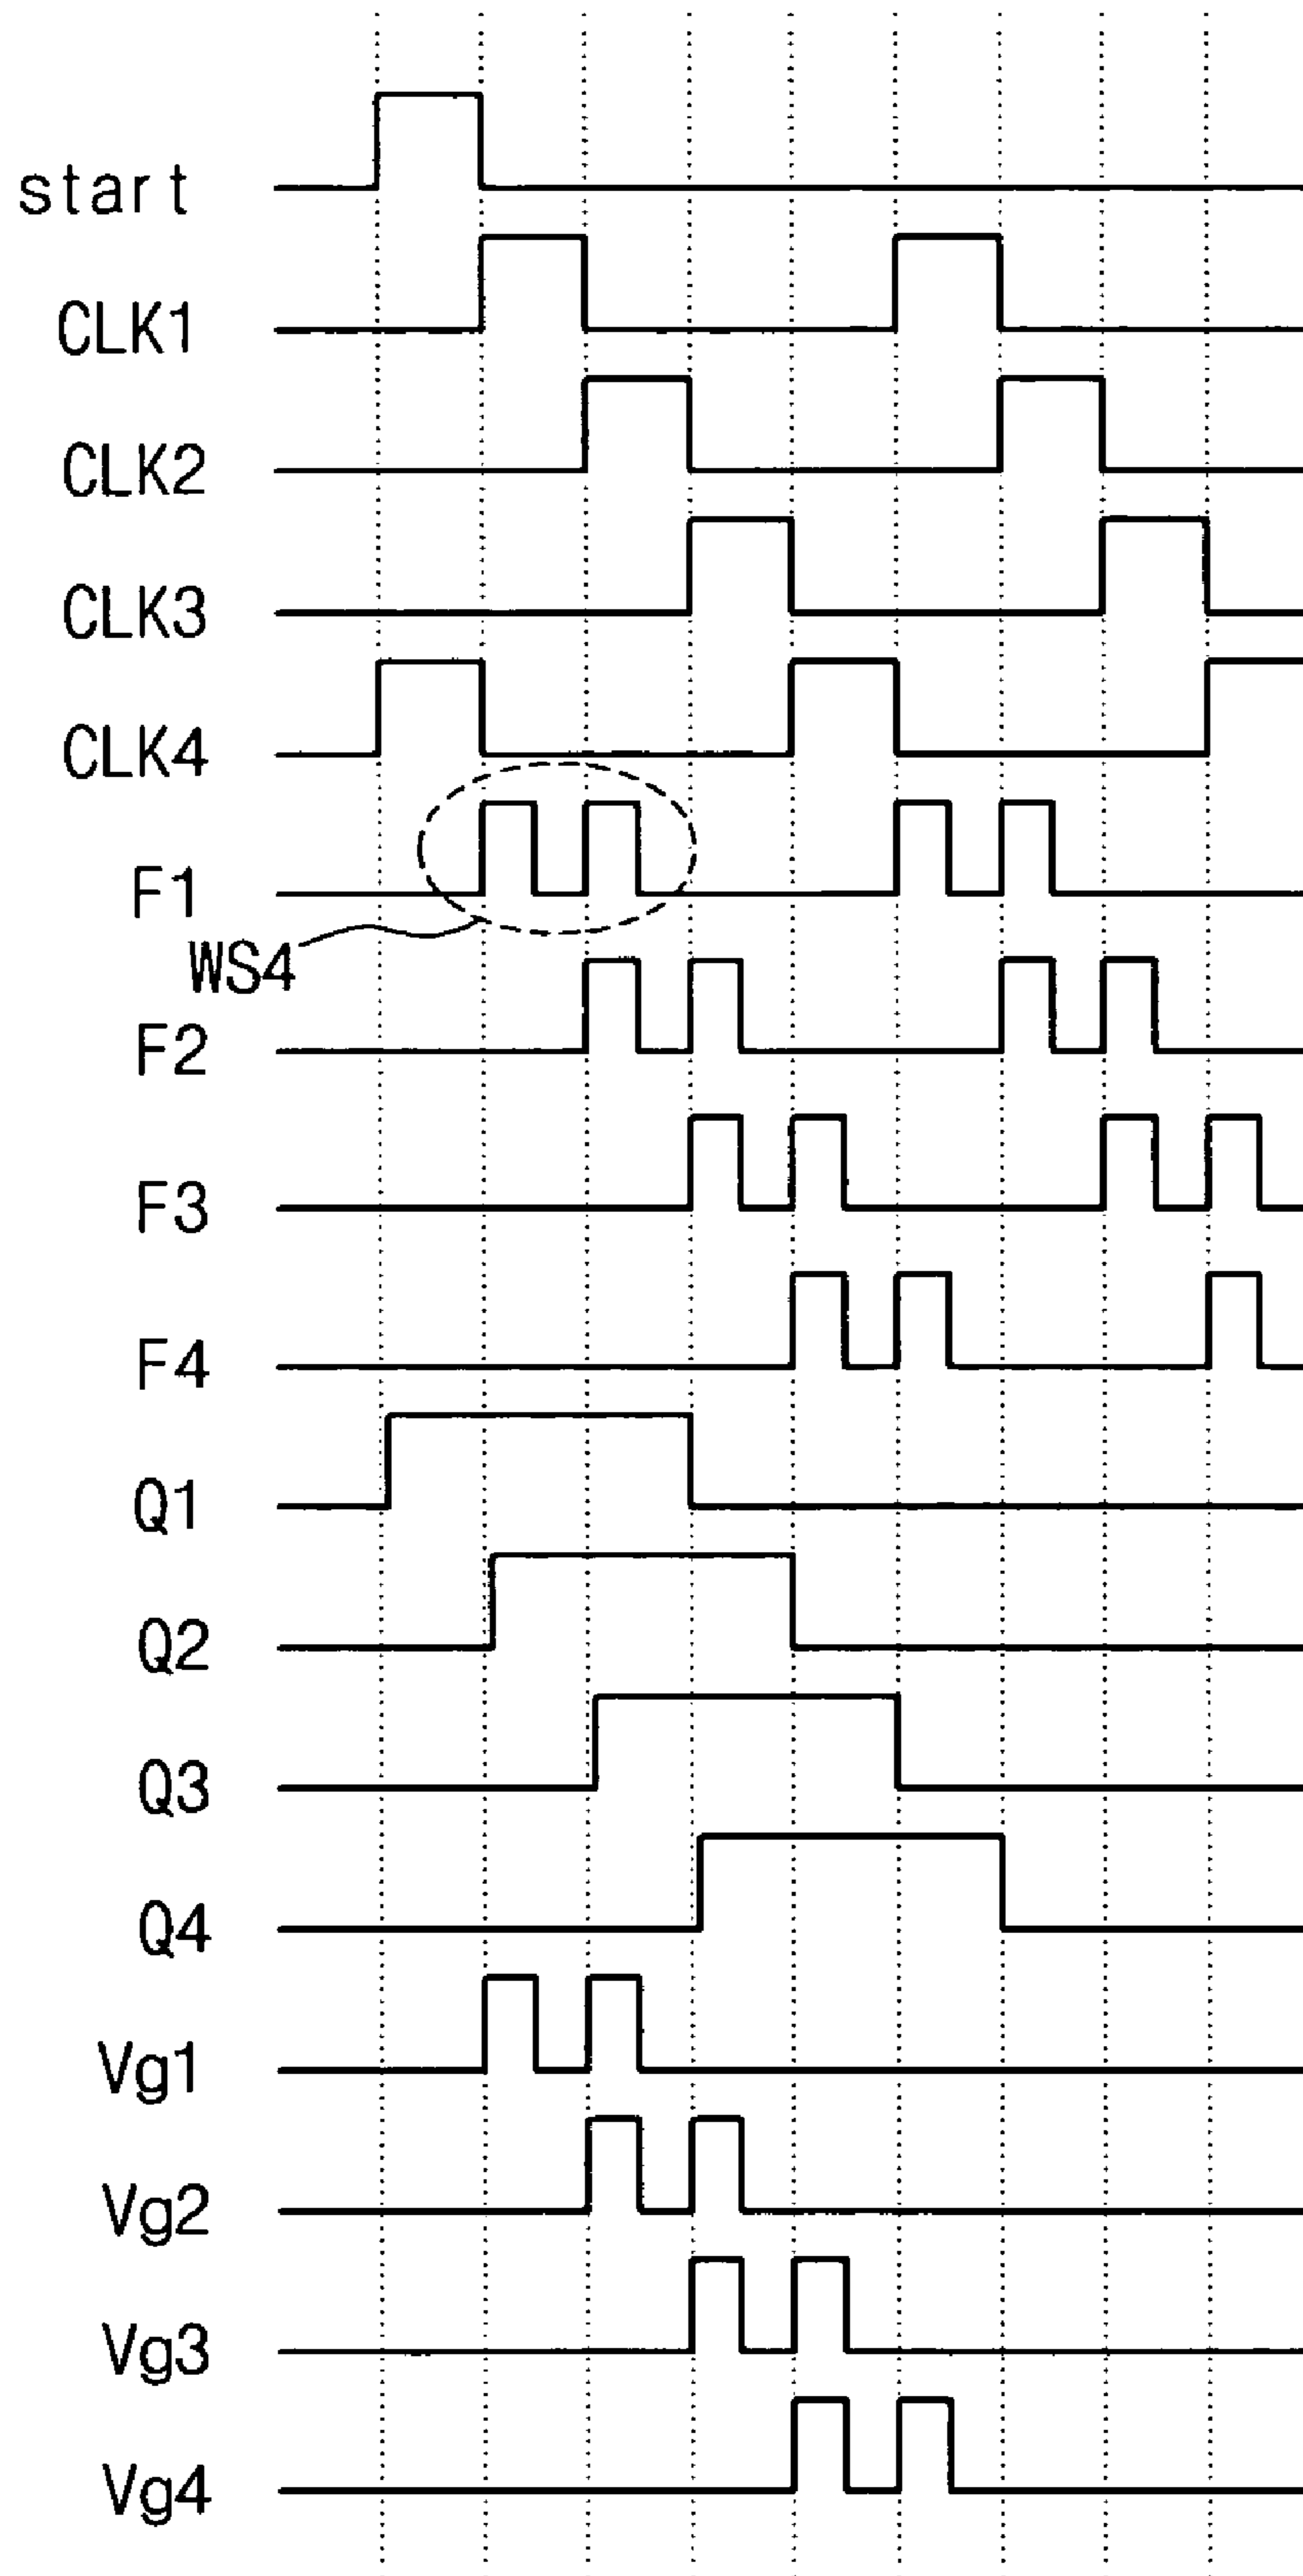 start
CLK1
CLK2
CLK3
CLK4
F1
WS4
F2
F3
F4
Q1
Q2
Q3
Q4
Vg1
Vg2
Vg3
Vg4